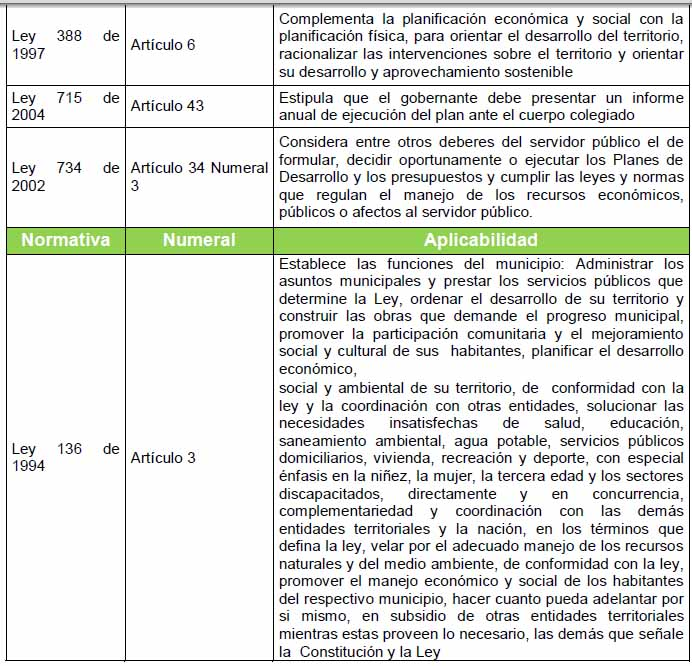 Complementa la planificación económica y social con la
Ley 388 de 1997
Artículo 6
planificación física, para orientar el desarrollo del territorio,
racionalizar las intervenciones sobre el territorio y orientar
su desarrollo y aprovechamiento sostenible
Ley 715 de 2004
Artículo 43
Estipula que el gobernante debe presentar un informe
anual de ejecución del plan ante el cuerpo colegiado
Ley 734 de 2002
Artículo 34 Numeral
3
Considera entre otros deberes del servidor público el de
formular, decidir oportunamente o ejecutar los Planes de
Desarrollo y los presupuestos y cumplir las leyes y normas
que regulan el manejo de los recursos económicos,
públicos o afectos al servidor público.
Normativa Numeral Aplicabilidad
Ley 136 de 1994
Artículo 3
Establece las funciones del municipio: Administrar los
asuntos municipales y prestar los servicios públicos que
determine la Ley, ordenar el desarrollo de su territorio y
construir las obras que demande el progreso municipal,
promover la participación comunitaria y el mejoramiento
social y cultural de sus habitantes, planificar el desarrollo
económico,
social y ambiental de su territorio, de conformidad con la
ley y la coordinación con otras entidades, solucionar las
necesidades insatisfechas de salud, educación,
saneamiento ambiental, agua potable, servicios públicos
domiciliarios, vivienda, recreación y deporte, con especial
énfasis en la niñez, la mujer, la tercera edad y los sectores
discapacitados, directamente y en concurrencia,
complementariedad y coordinación con las demás
entidades territoriales y la nación, en los términos que
defina la ley, velar por el adecuado manejo de los recursos
naturales y del medio ambiente, de conformidad con la ley,
promover el manejo económico y social de los habitantes
del respectivo municipio, hacer cuanto pueda adelantar por
si mismo, en subsidio de otras entidades territoriales
mientras estas proveen lo necesario, las demás que señale
la Constitución y la Ley